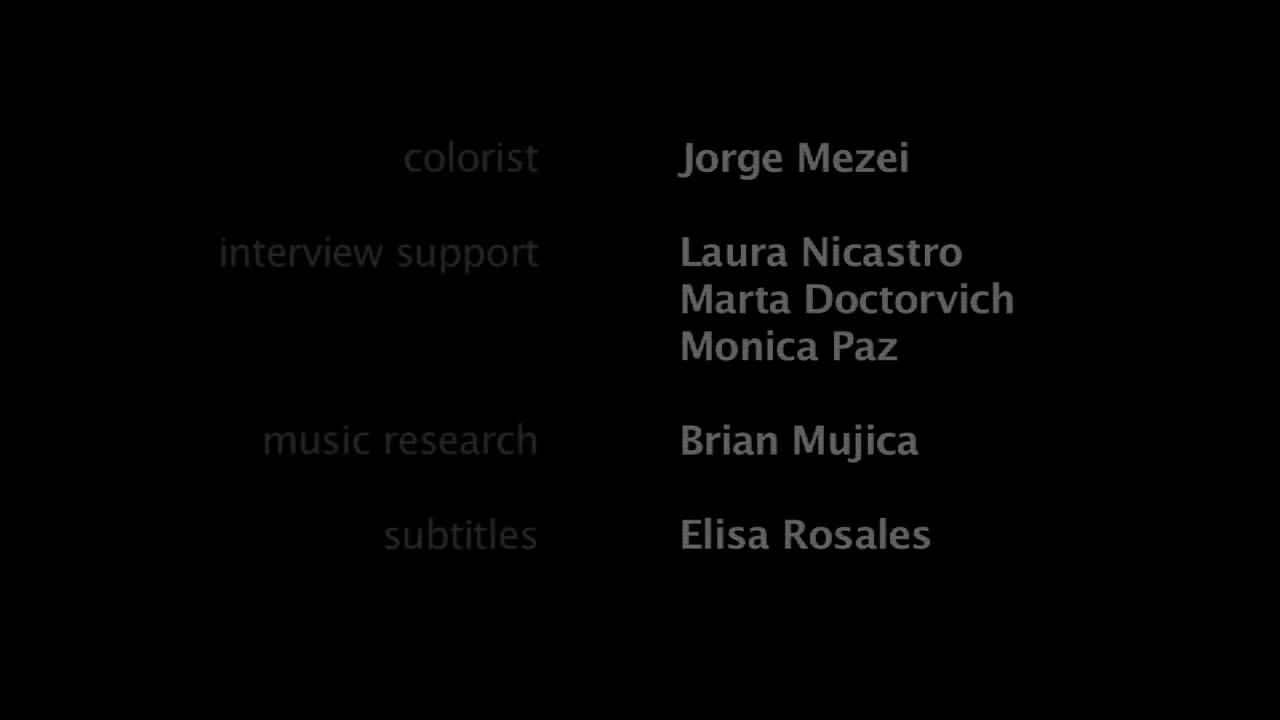 colorist Jorge Mezei
interview support Laura Nicastro
Marta Doctorvich
Monica Paz
music research Brian Mujica
subtitles Elisa Rosales